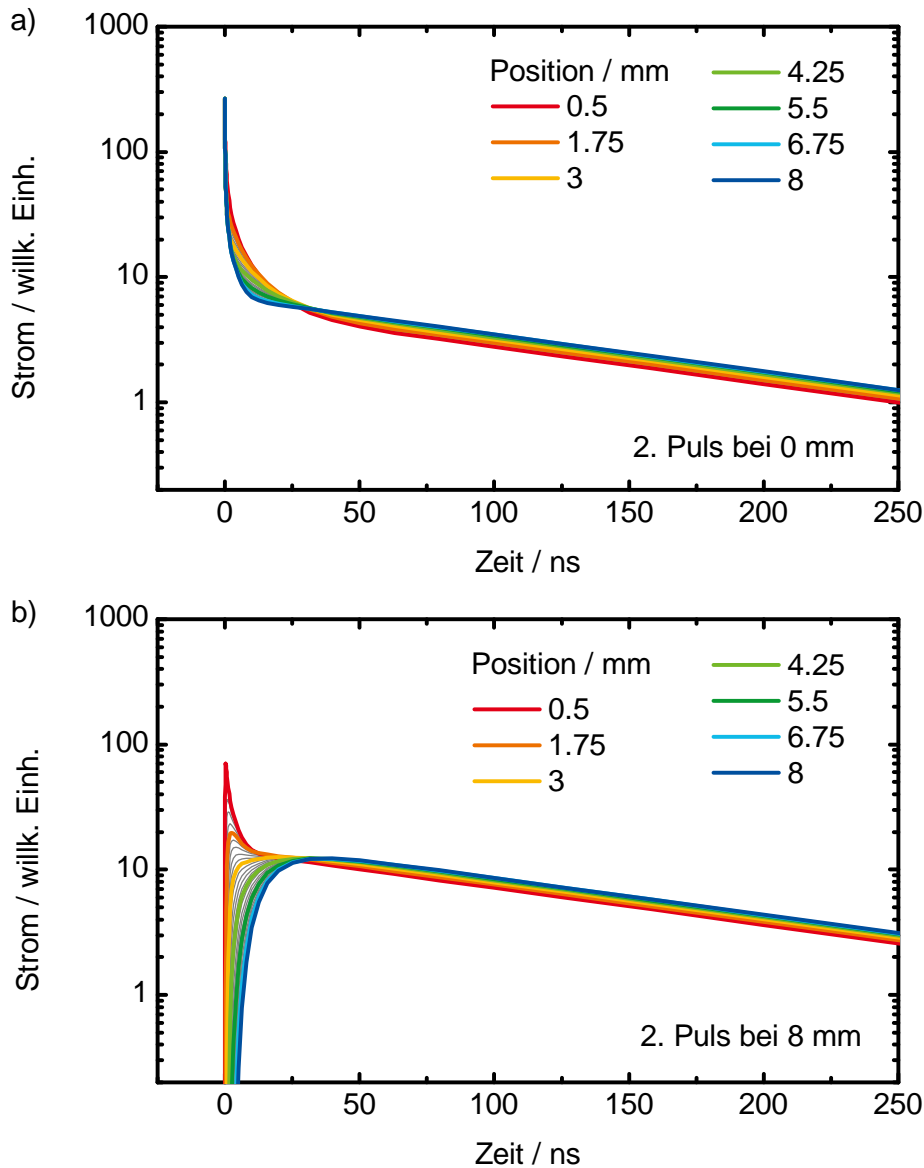 a)
1000
100
10
1
Strom / willk. Einh.
Position / mm
0.5
1.75
3
4.25
5.5
6.75
8
2. Puls bei 0 mm
0 50 100 150 200 250
Zeit / ns
b)
1000
100
10
1
Strom / willk. Einh.
Position / mm
0.5
1.75
3
4.25
5.5
6.75
8
2. Puls bei 8 mm
0 50 100 150 200 250
Zeit / ns